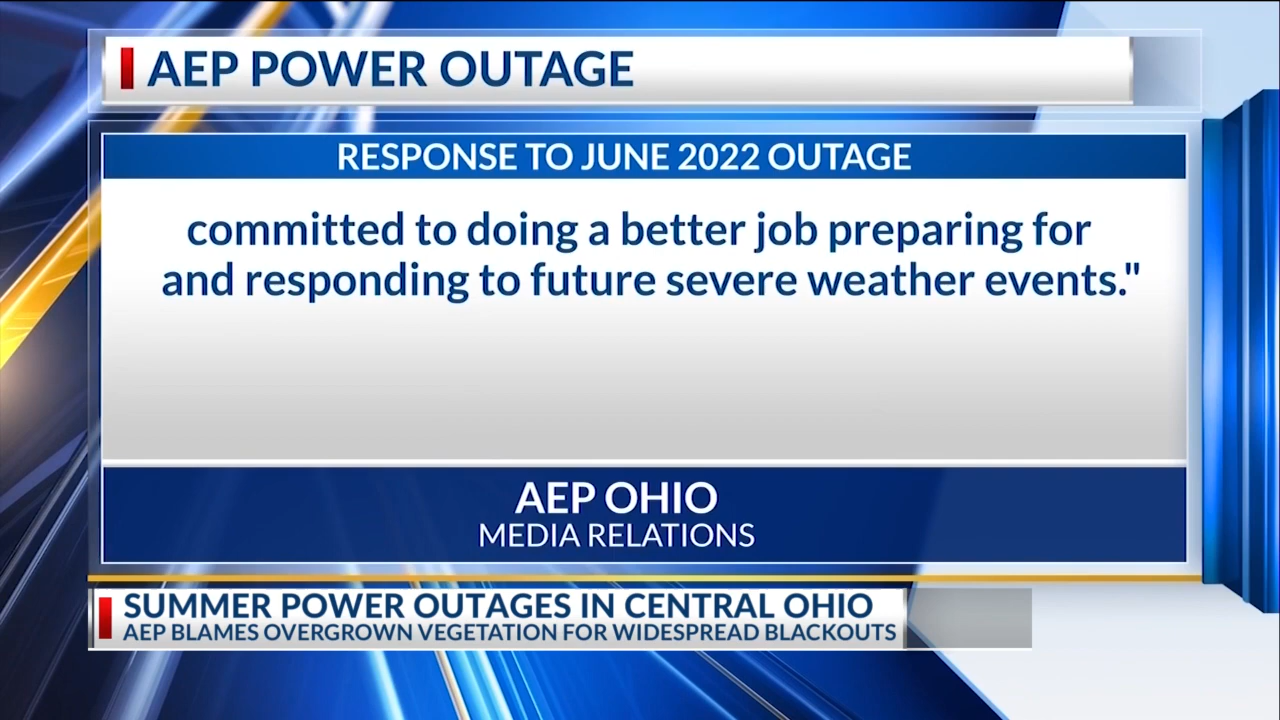 AEP POWER OUTAGE
RESPONSE TO JUNE 2022 OUTAGE
committed to doing a better job preparing for
and responding to future severe weather events."
AEP OHIO
MEDIA RELATIONS
SUMMER POWER OUTAGES IN CENTRAL OHIO
AEP BLAMES OVERGROWN VEGETATION FOR WIDESPREAD BLACKOUTS